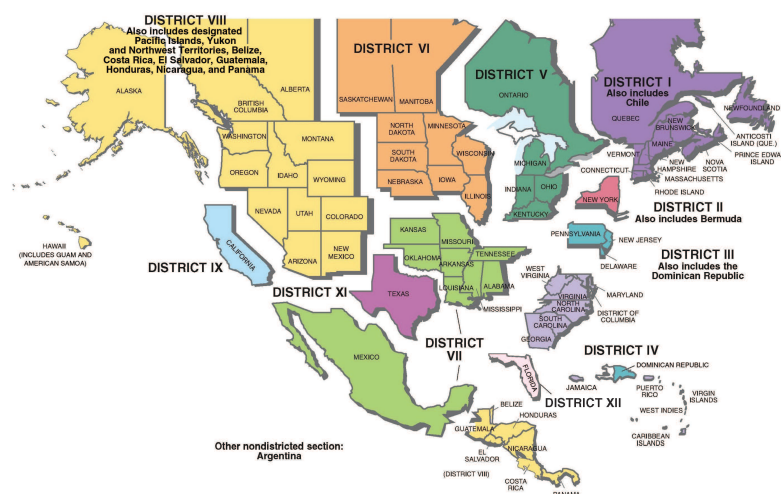 DISTRICT VIII
Also includes designated
Pacific Islands, Yukon
and Northwest Territories, Belize,
Costa Rica, El Salvador, Guatemala,
Honduras, Nicaragua, and Panama
ALASKA
BRITISH
COLUMBIA
ALBERTA
WASHINGTON
MONTANA
OREGON
IDAHO
WYOMING
NEVADA
UTAH
COLORADO
ARIZONA
NEW
MEXICO
HAWAII
(INCLUDES GUAM AND
AMERICAN SAMOA)
DISTRICT VI
SASKATCHEWAN
MANITOBA
NORTH
DAKOTA
MINNESOTA
SOUTH
DAKOTA
WISCONSIN
NEBRASKA
IOWA
ILLINOIS
DISTRICT V
ONTARIO
MICHIGAN
INDIANA
OHIO
KENTUCKY
DISTRICT I
Also includes
Chile
QUEBEC
NEWFOUNDLAND
NEW
BRUNSWICK
MAINE
ANTICOSTI
ISLAND (QUE.)
PRINCE EDWA
ISLAND
VERMONT
NOVA
SCOTIA
NEW
HAMPSHIRE
CONNECTICUT
MASSACHUSETTS
RHODE ISLAND
NEW YORK
DISTRICT II
Also includes Bermuda
PENNSYLVANIA
NEW JERSEY
DELAWARE
DISTRICT III
Also includes the
Dominican Republic
CALIFORNIA
DISTRICT IX
DISTRICT XI
TEXAS
KANSAS
MISSOURI
OKLAHOMA
ARKANSAS
TENNESSEE
LOUISIANA
ALABAMA
MISSISSIPPI
DISTRICT
VII
MEXICO
WEST
VIRGINIA
VIRGINIA
MARYLAND
NORTH
CAROLINA
DISTRICT OF
COLUMBIA
SOUTH
CAROLINA
GEORGIA
DISTRICT IV
FLORIDA
DISTRICT XII
JAMAICA
DOMINICAN REPUBLIC
PUERTO
RICO
VIRGIN
ISLANDS
WEST INDIES
CARIBBEAN
ISLANDS
Other nondistricted section:
Argentina
BELIZE
HONDURAS
GUATEMALA
NICARAGUA
EL
SALVADOR
(DISTRICT VIII)
COSTA
RICA
PANAMA